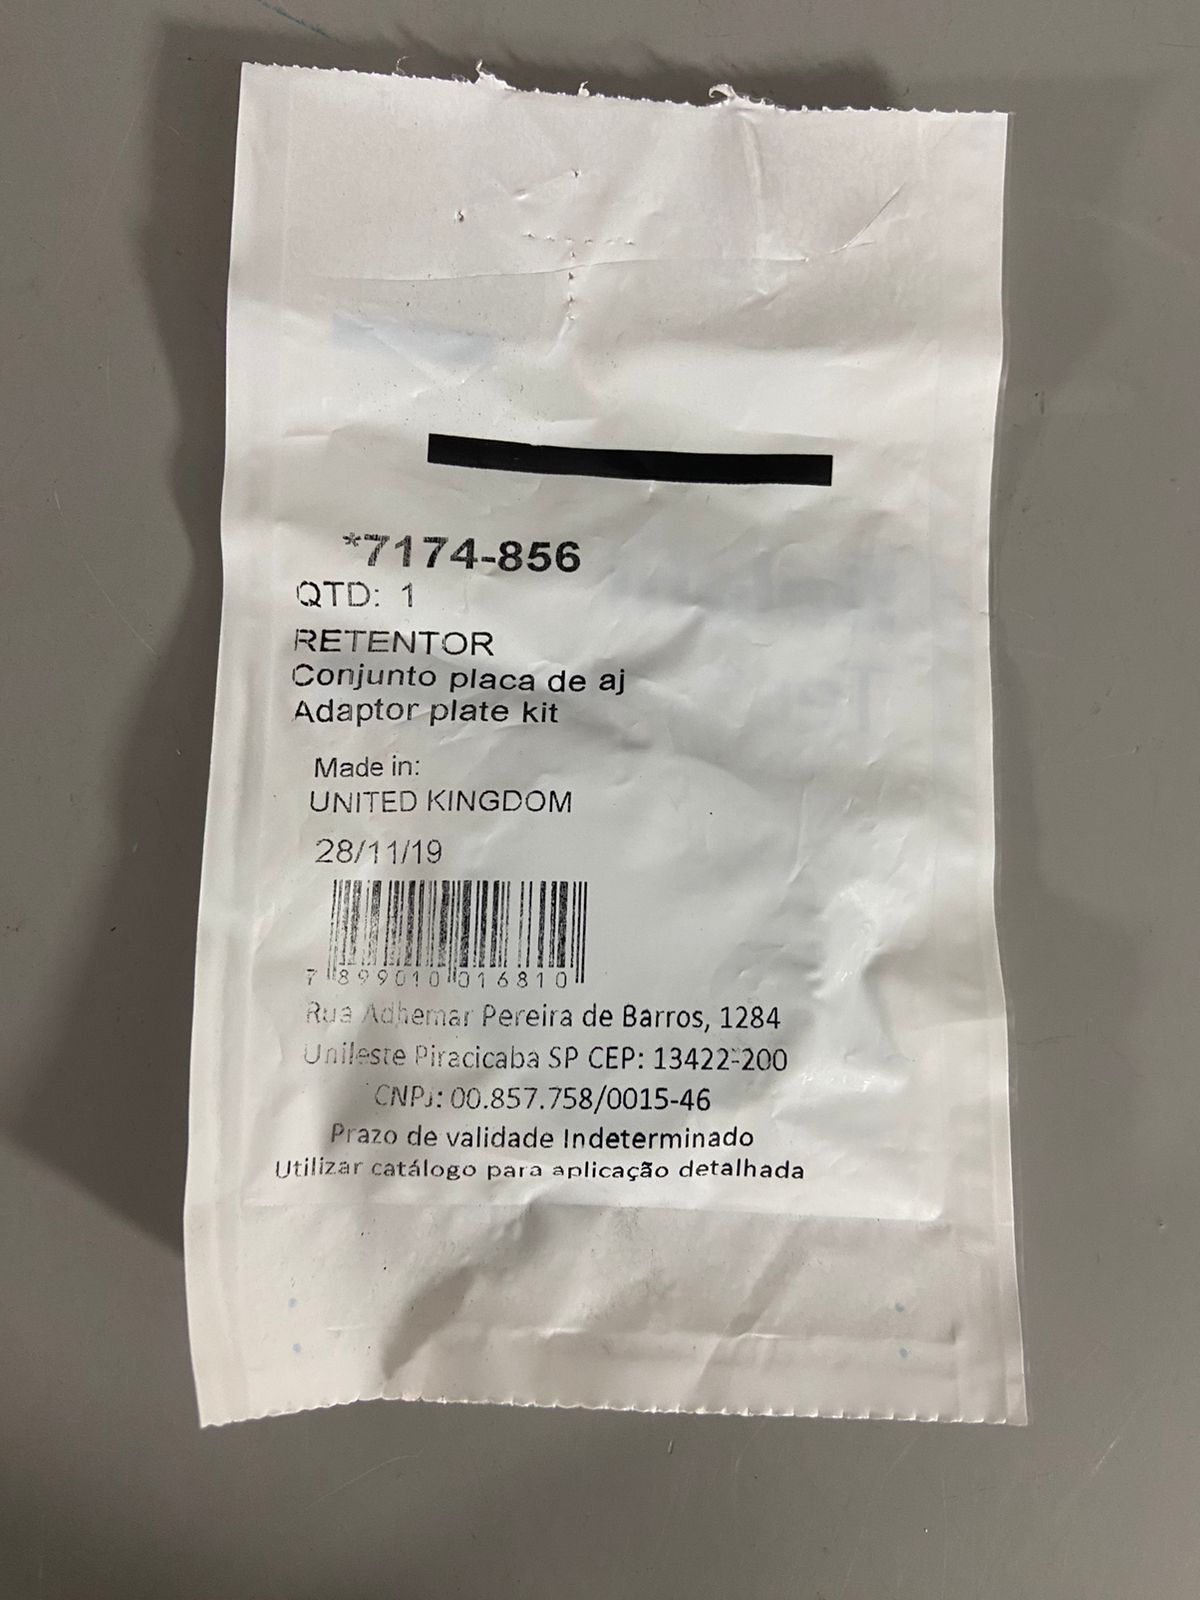 *7174-856
QTD: 1
RETENTOR
Conjunto placa de aj
Adaptor plate kit
Made in:
UNITED KINGDOM
28/11/19
7 899010 016810
Rua Adhemar Pereira de Barros, 1284
Unileste Piracicaba SP CEP: 13422-200
CNPJ: 00.857.758/0015-46
Prazo de validade Indeterminado
Utilizar catálogo para aplicação detalhada